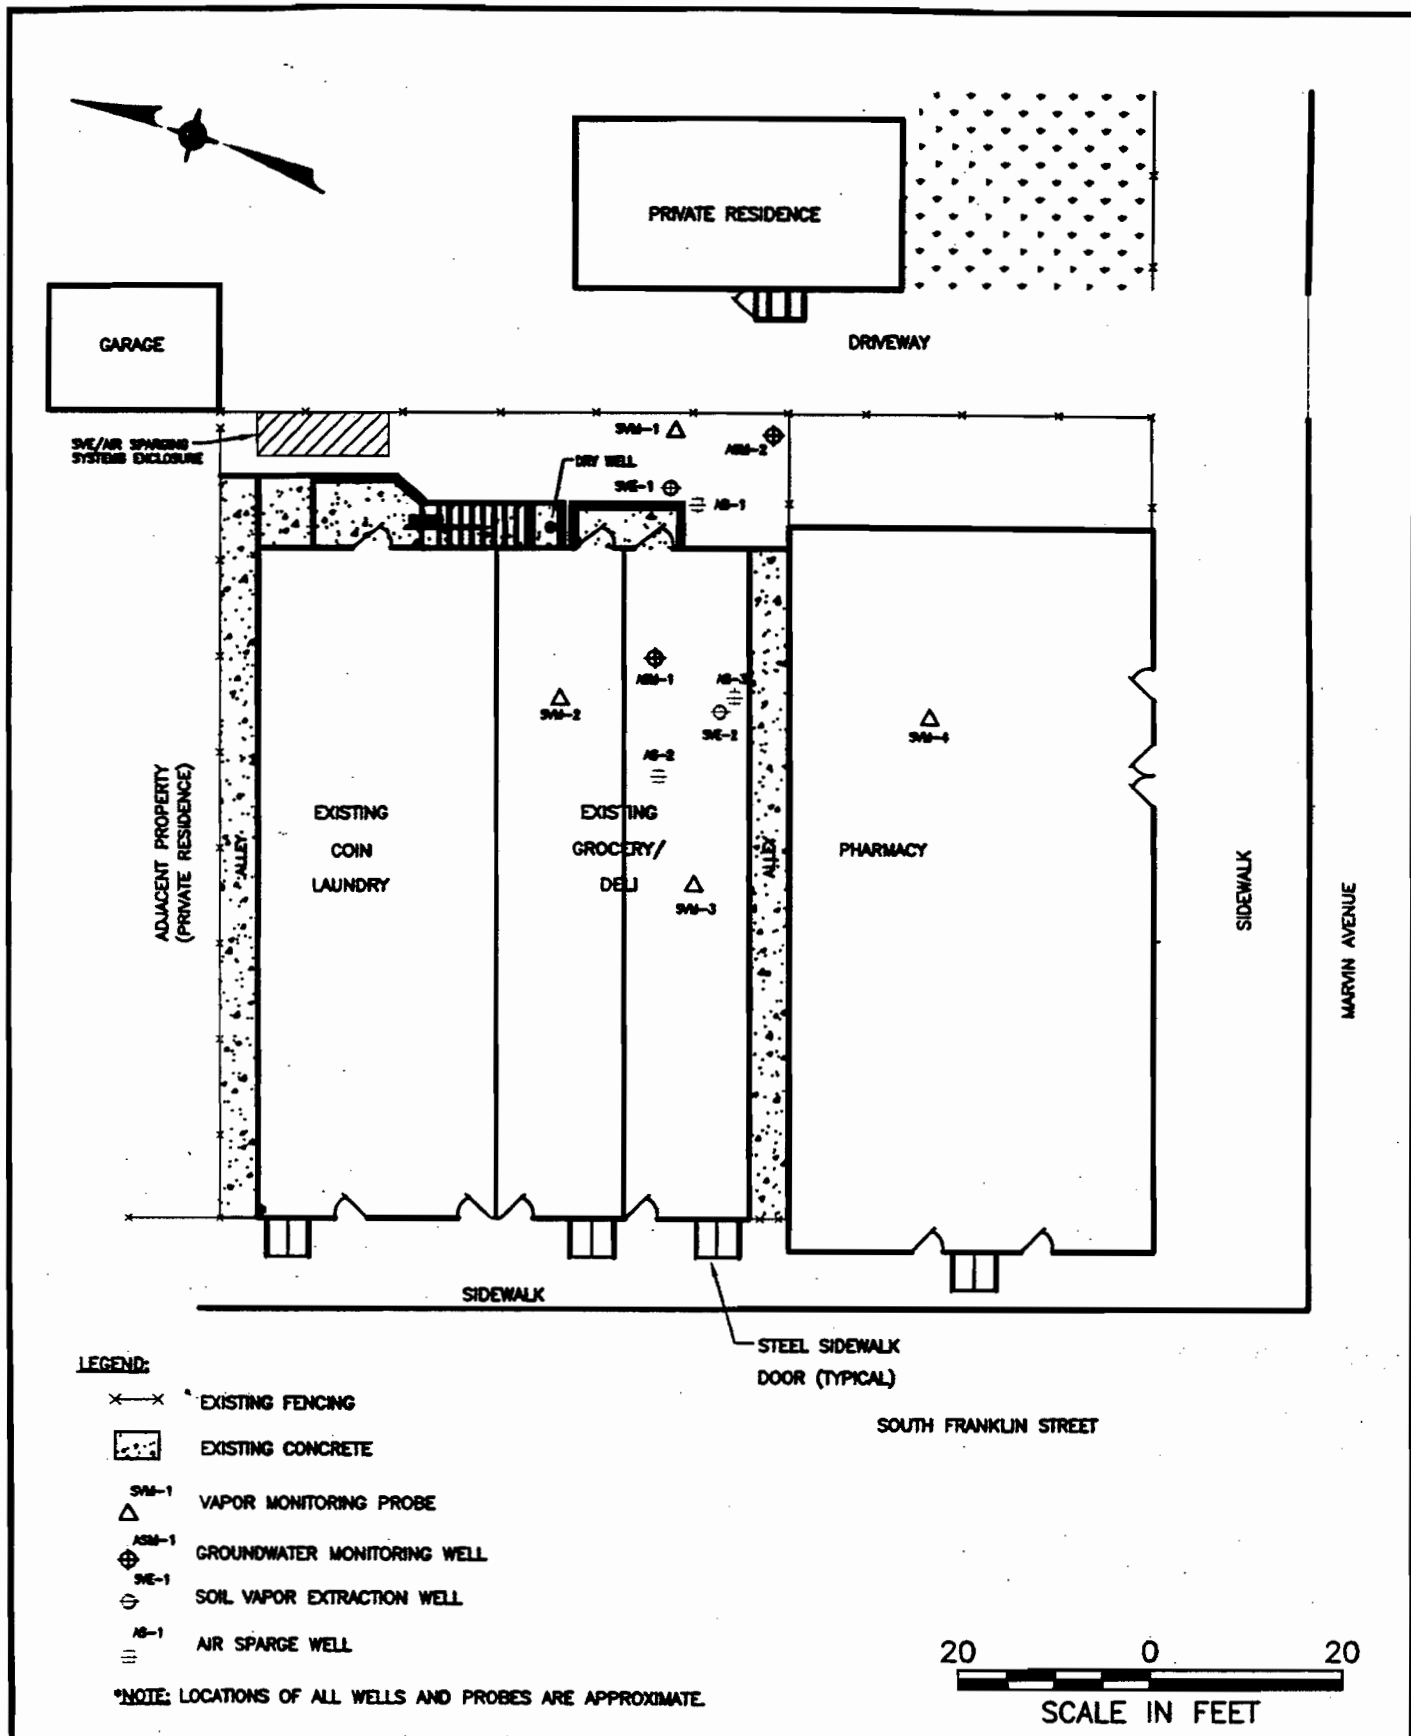 PRIVATE RESIDENCE
GARAGE
DRIVEWAY
SVE/AIR SPARGING
SYSTEMS ENCLOSURE
SVM-1
ASM-2
DRY WELL
SVE-1
AS-1
ASM-1
AS-3
SVM-2
SVE-2
SVM-4
AS-2
ADJACENT PROPERTY
(PRIVATE RESIDENCE)
ALLEY
EXISTING
COIN
LAUNDRY
EXISTING
GROCERY/
DELI
SVM-3
ALLEY
PHARMACY
SIDEWALK
MARVIN AVENUE
SIDEWALK
STEEL SIDEWALK
DOOR (TYPICAL)
SOUTH FRANKLIN STREET
LEGEND:
EXISTING FENCING
EXISTING CONCRETE
SVM-1
VAPOR MONITORING PROBE
ASM-1
GROUNDWATER MONITORING WELL
SVE-1
SOIL VAPOR EXTRACTION WELL
AS-1
AIR SPARGE WELL
*NOTE: LOCATIONS OF ALL WELLS AND PROBES ARE APPROXIMATE.
20 0 20
SCALE IN FEET